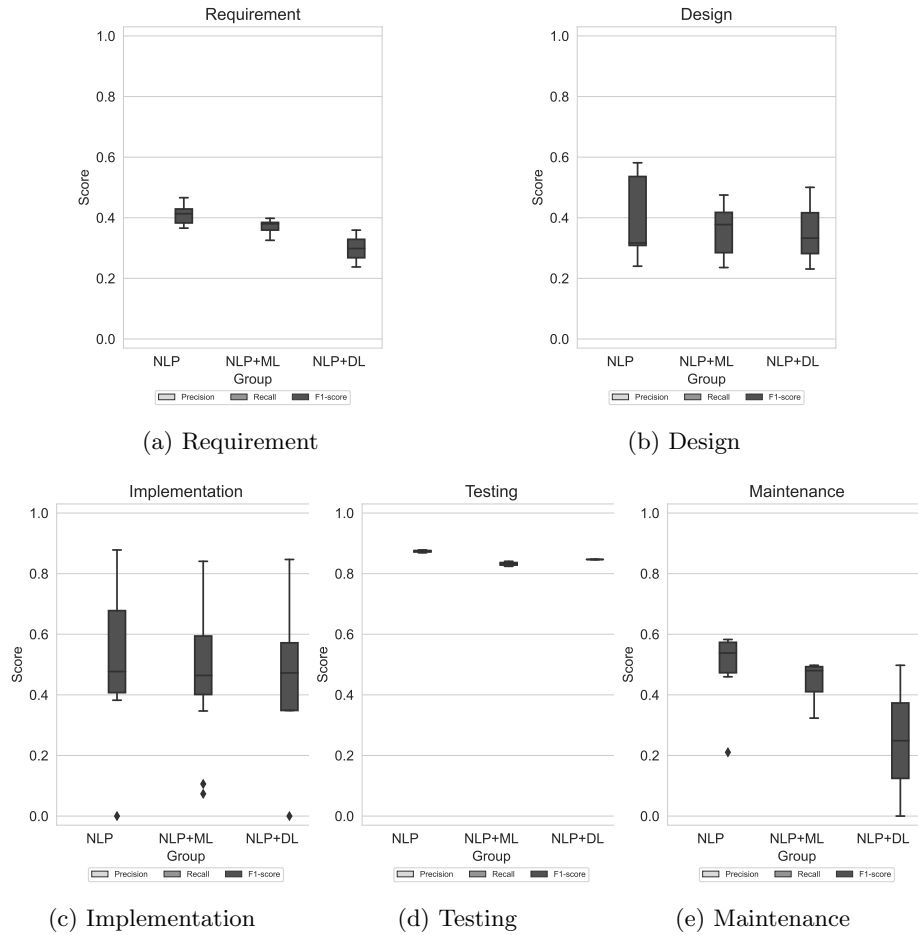 Requirement
1.0
0.8
0.6
0.4
0.2
0.0
Score
NLP NLP+ML NLP+DL
Group
Precision Recall F1-score
(a) Requirement
Design
1.0
0.8
0.6
0.4
0.2
0.0
Score
NLP NLP+ML NLP+DL
Group
Precision Recall F1-score
(b) Design
Implementation
1.0
0.8
0.6
0.4
0.2
0.0
Score
NLP NLP+ML NLP+DL
Group
Precision Recall F1-score
(c) Implementation
Testing
1.0
0.8
0.6
0.4
0.2
0.0
Score
NLP NLP+ML NLP+DL
Group
Precision Recall F1-score
(d) Testing
Maintenance
1.0
0.8
0.6
0.4
0.2
0.0
Score
NLP NLP+ML NLP+DL
Group
Precision Recall F1-score
(e) Maintenance